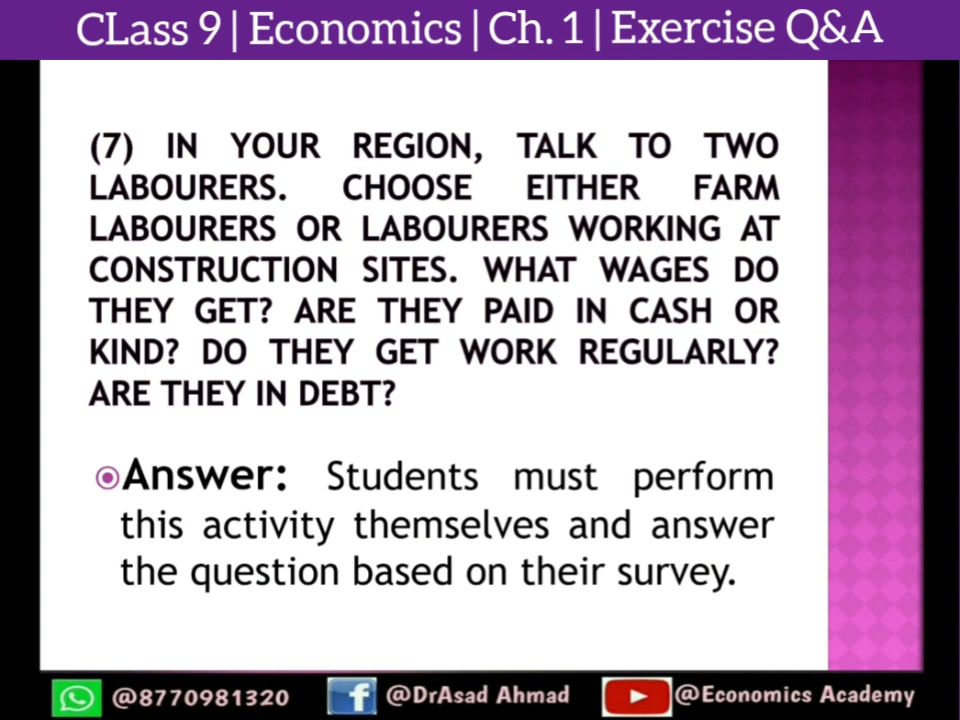 CLass 9 | Economics | Ch. 1 | Exercise Q&A
(7) IN YOUR REGION, TALK TO TWO
LABOURERS. CHOOSE EITHER FARM
LABOURERS OR LABOURERS WORKING AT
CONSTRUCTION SITES. WHAT WAGES DO
THEY GET? ARE THEY PAID IN CASH OR
KIND? DO THEY GET WORK REGULARLY?
ARE THEY IN DEBT?
Answer: Students must perform
this activity themselves and answer
the question based on their survey.
@8770981320 @DrAsad Ahmad @Economics Academy